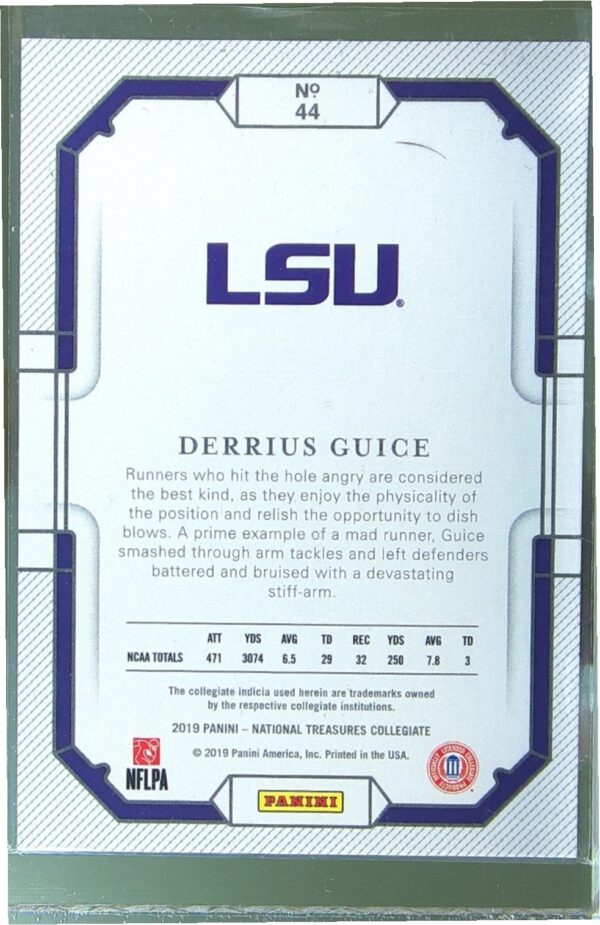 Nº
44
LSU®
DERRIUS GUICE
Runners who hit the hole angry are considered
the best kind, as they enjoy the physicality of
the position and relish the opportunity to dish
blows. A prime example of a mad runner, Guice
smashed through arm tackles and left defenders
battered and bruised with a devastating
stiff-arm.
ATT YDS AVG TD REC YDS AVG TD
NCAA TOTALS 471 3074 6.5 29 32 250 7.8 3
The collegiate indicia used herein are trademarks owned
by the respective collegiate institutions.
2019 PANINI – NATIONAL TREASURES COLLEGIATE
© 2019 Panini America, Inc. Printed in the USA.
NFLPA
OFFICIALLY LICENSED COLLEGIATE PRODUCTS
PANINI